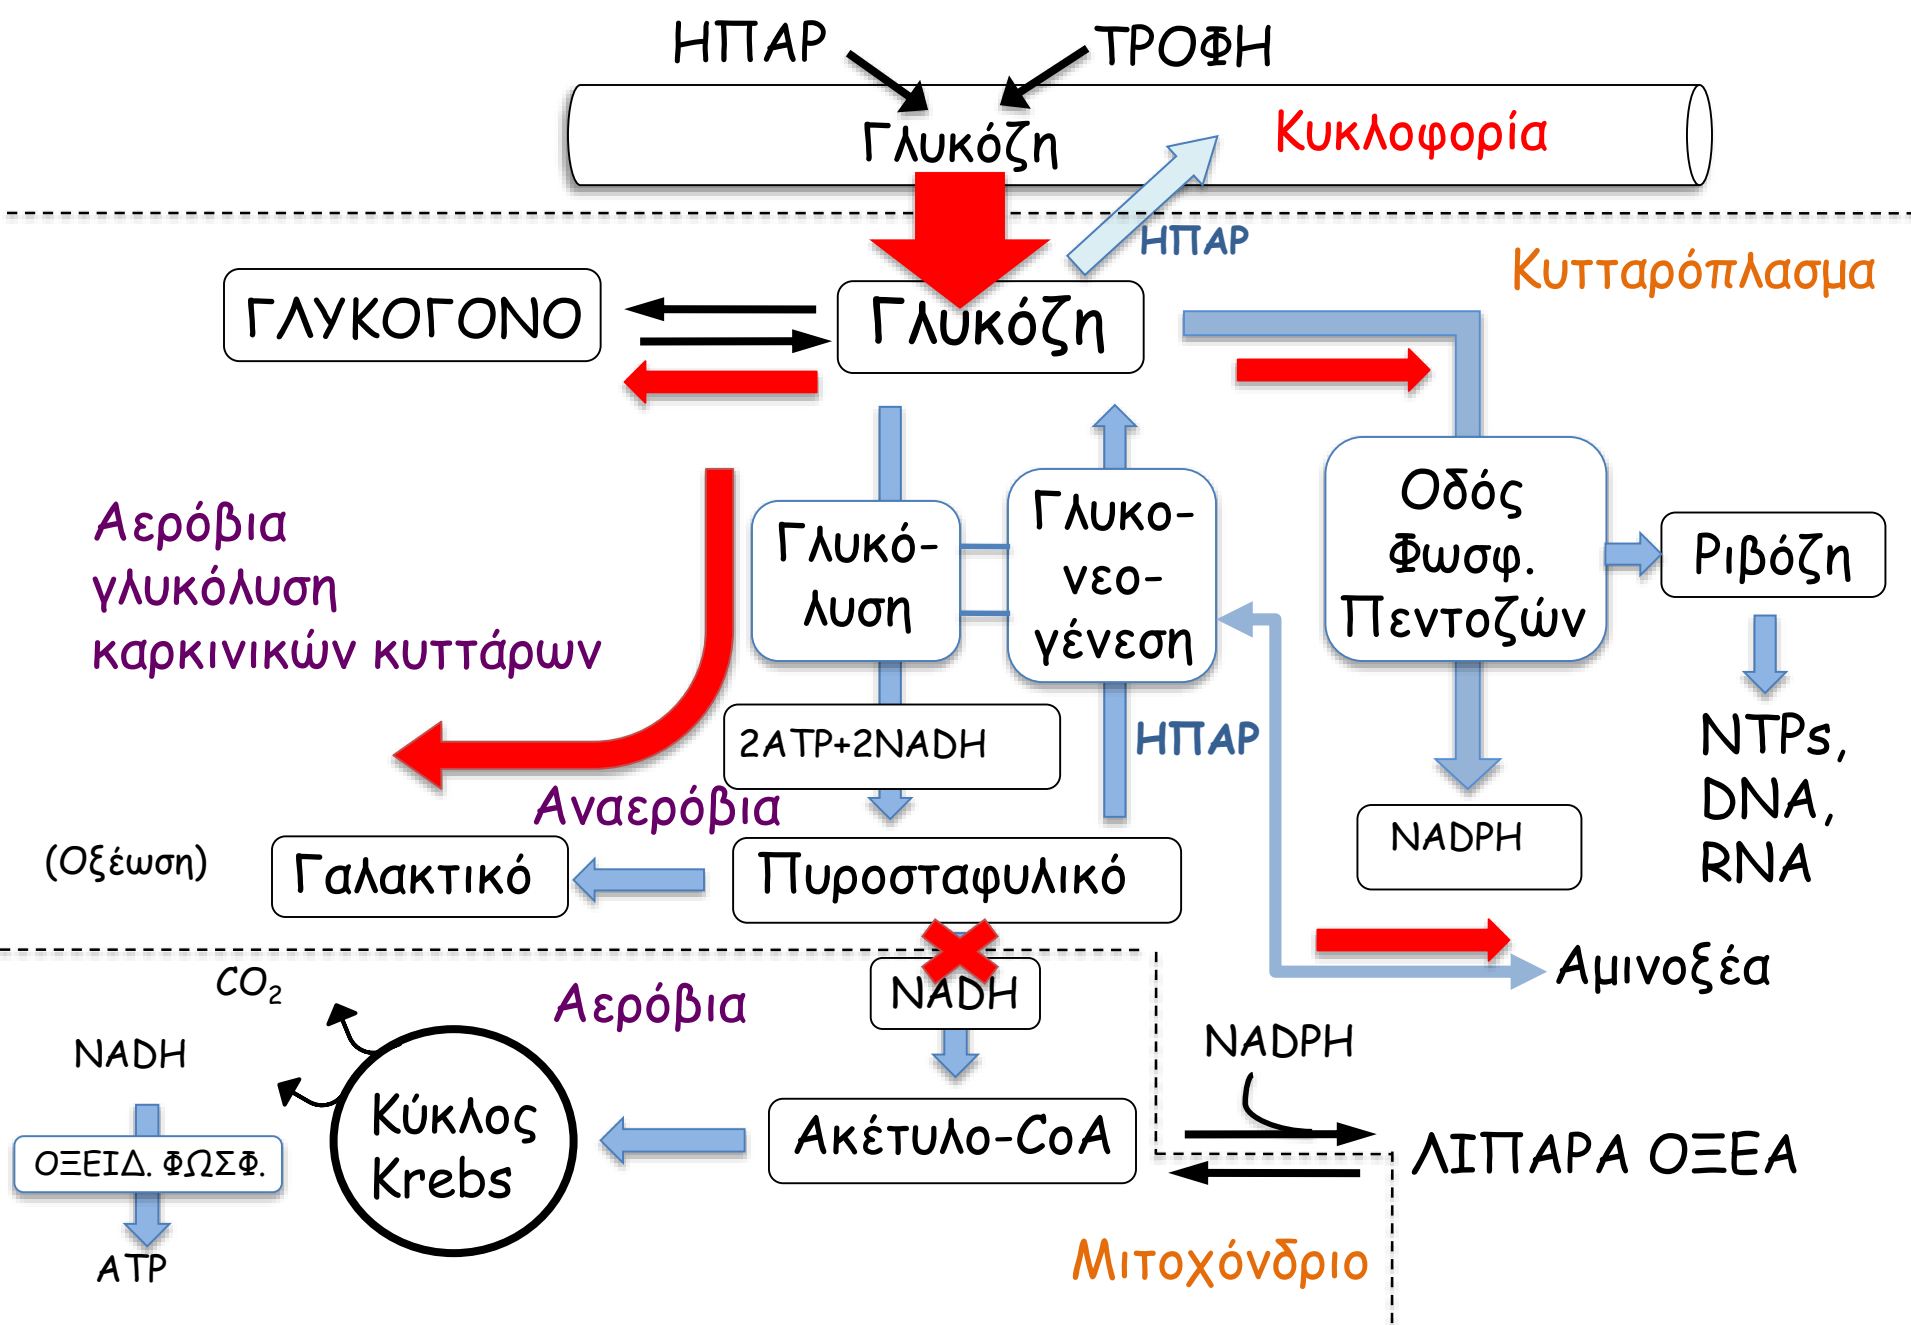 ΗΠΑΡ
ΤΡΟΦΗ
Γλυκόζη
Κυκλοφορία
ΗΠΑΡ
Κυτταρόπλασμα
ΓΛΥΚΟΓΟΝΟ
Γλυκόζη
Αερόβια
γλυκόλυση
καρκινικών κυττάρων
Γλυκό-
λυση
Γλυκο-
νεο-
γένεση
Οδός
Φωσφ.
Πεντοζών
Ριβόζη
2ATP+2NADH
ΗΠΑΡ
NTPs,
DNA,
RNA
Αναερόβια
NADPH
(Οξέωση)
Γαλακτικό
Πυροσταφυλικό
Αμινοξέα
CO2
Αερόβια
NADH
NADH
NADPH
Κύκλος
Krebs
Ακέτυλο-CoA
ΛΙΠΑΡΑ ΟΞΕΑ
ΟΞΕΙΔ. ΦΩΣΦ.
ATP
Μιτοχόνδριο